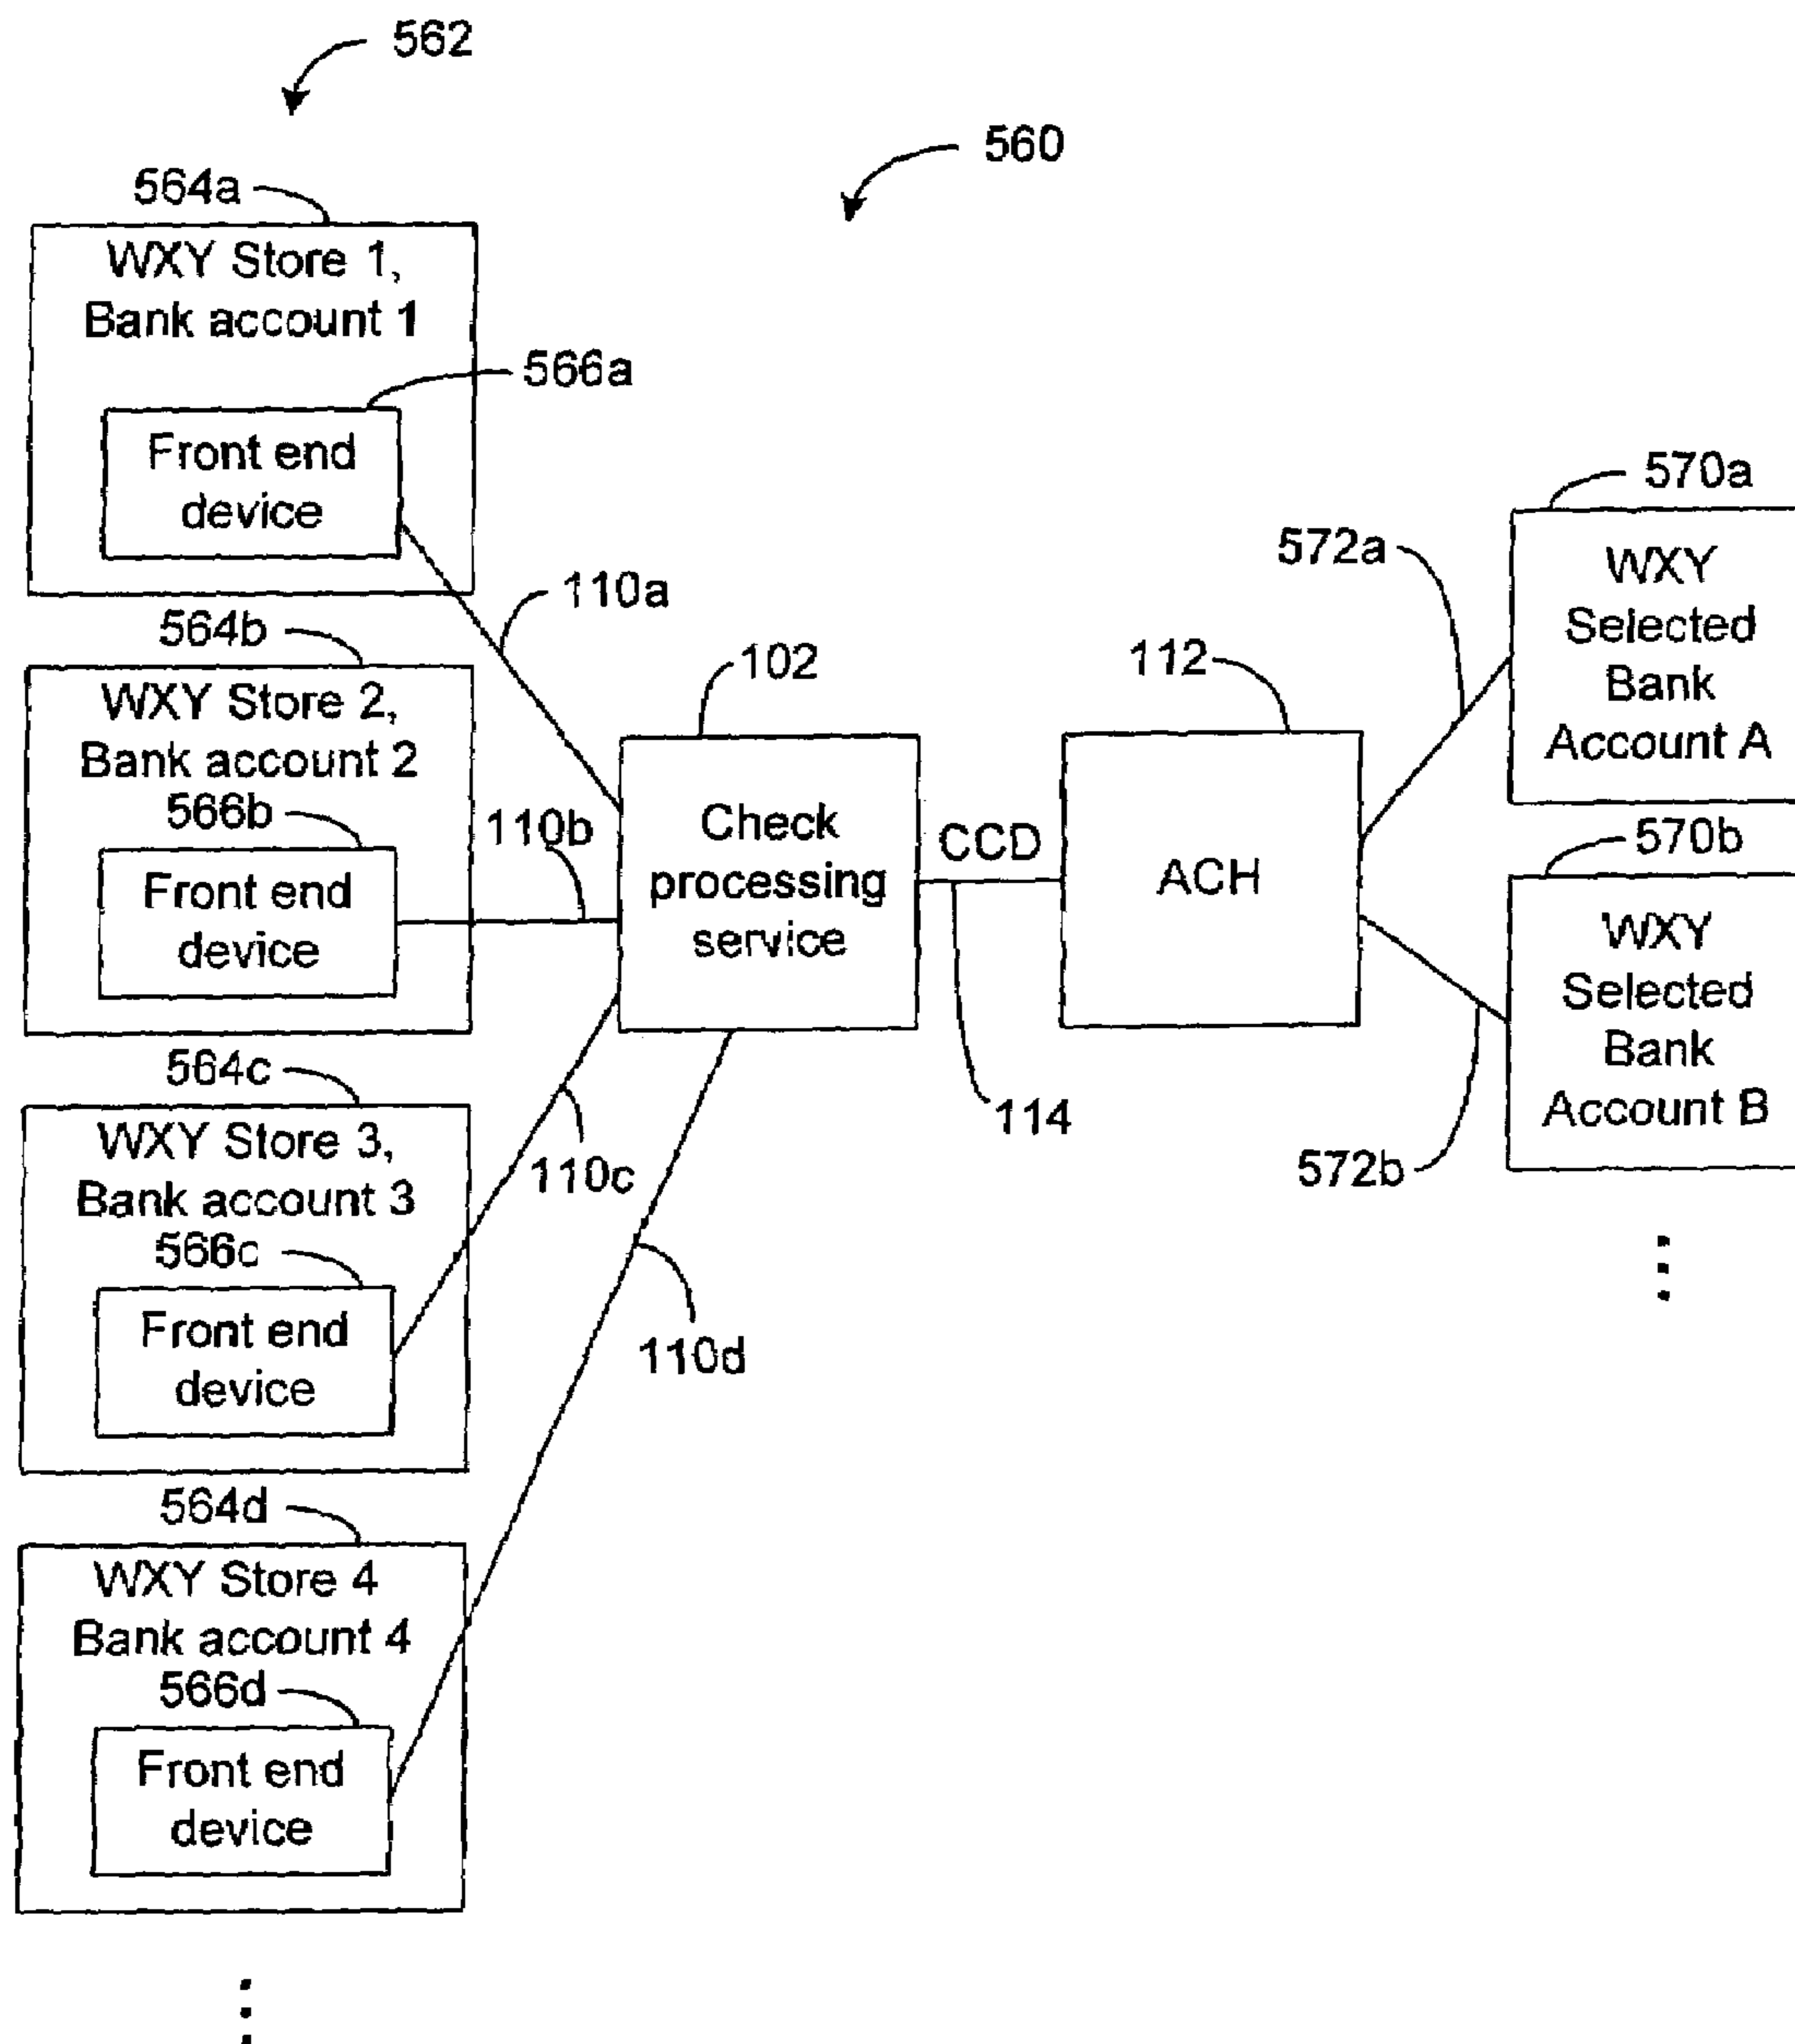 562
560
564a
WXY Store 1,
Bank account 1
566a
Front end
device
110a
564b
WXY Store 2,
Bank account 2
566b
Front end
device
110b
564c
WXY Store 3,
Bank account 3
566c
Front end
device
110c
564d
WXY Store 4
Bank account 4
566d
Front end
device
110d
102
Check
processing
service
CCD
114
112
ACH
572a
570a
WXY
Selected
Bank
Account A
572b
570b
WXY
Selected
Bank
Account B